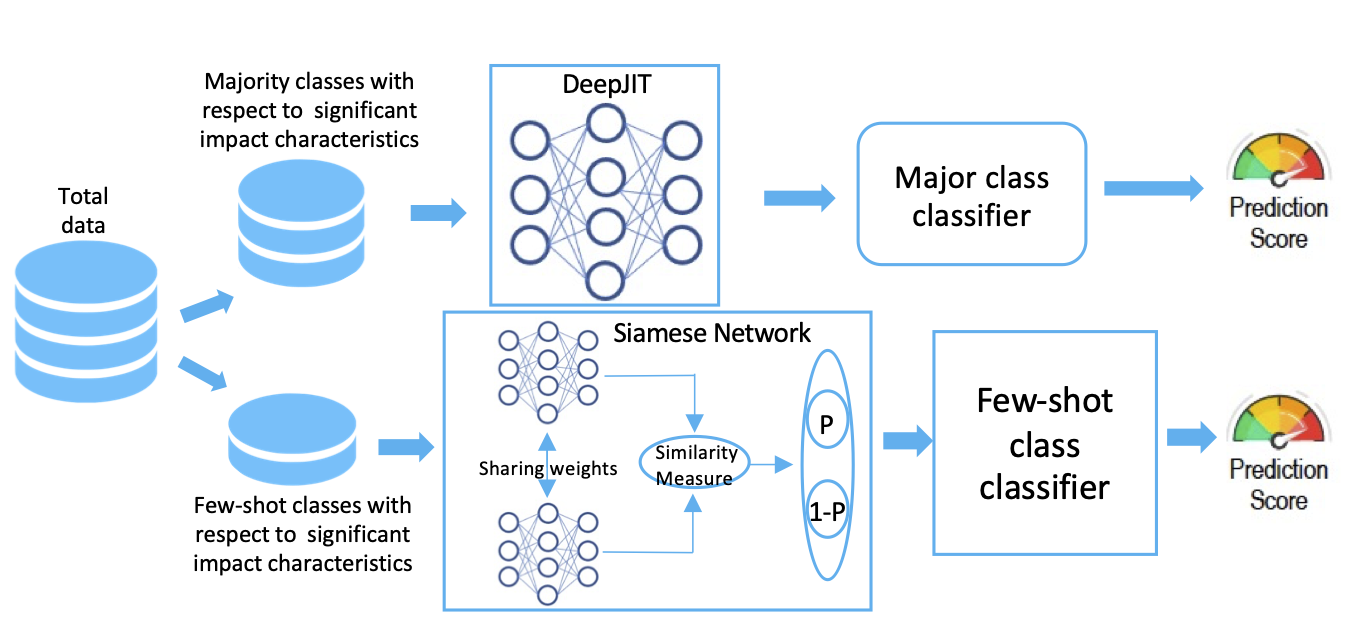 Total
data
Majority classes with
respect to significant
impact characteristics
DeepJIT
Major class
classifier
Prediction
Score
Few-shot classes with
respect to significant
impact characteristics
Siamese Network
Sharing weights
Similarity
Measure
P
1-P
Few-shot
class
classifier
Prediction
Score